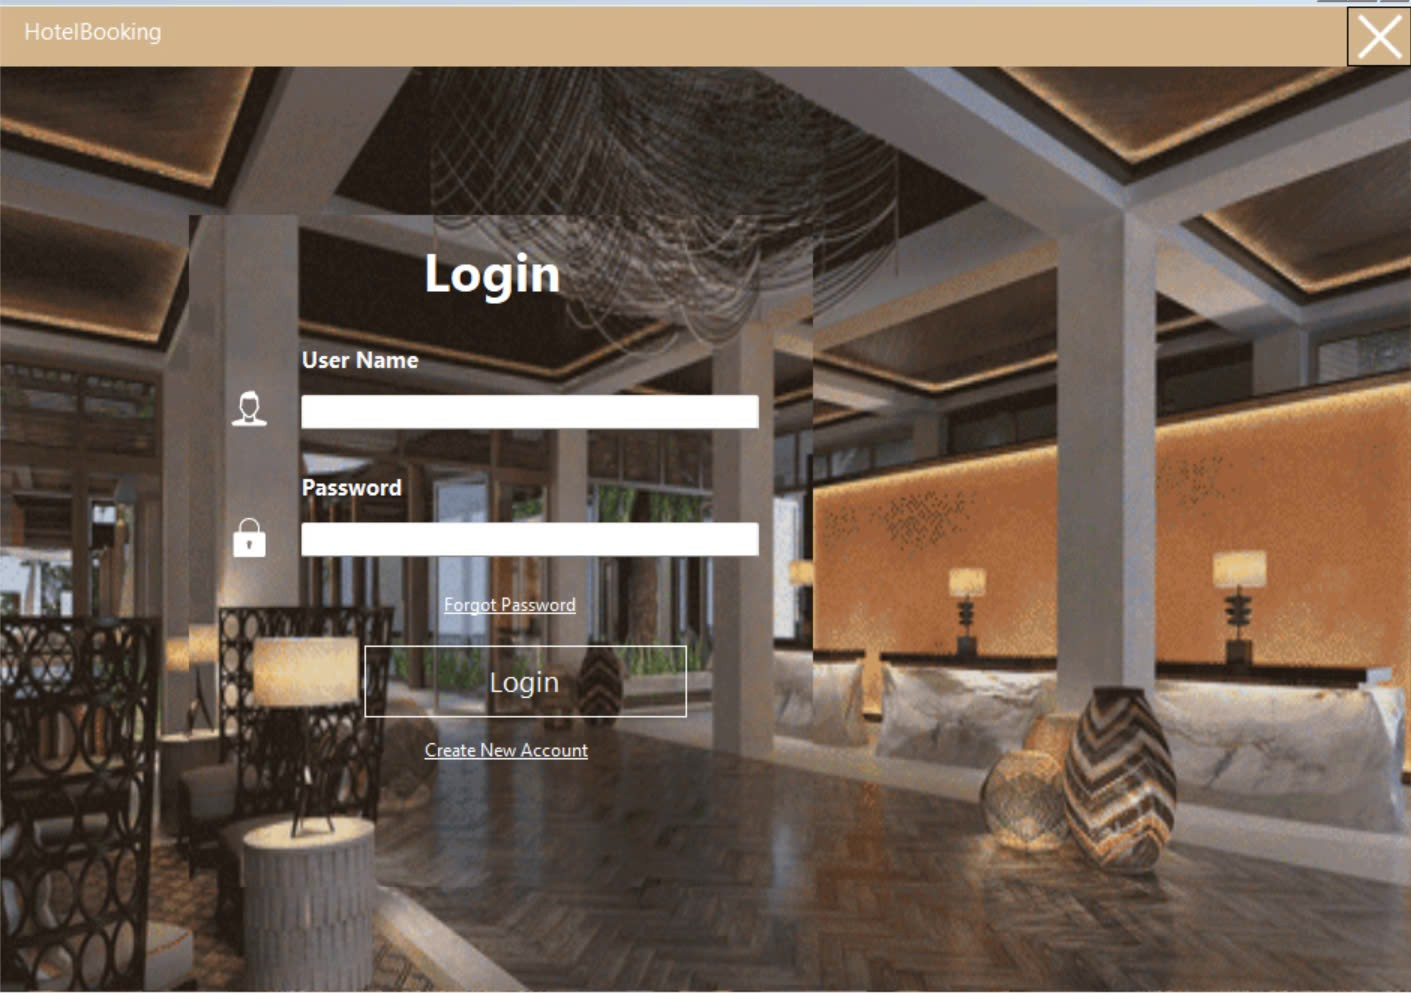 HotelBooking
Login
User Name
Password
Forgot Password
Login
Create New Account